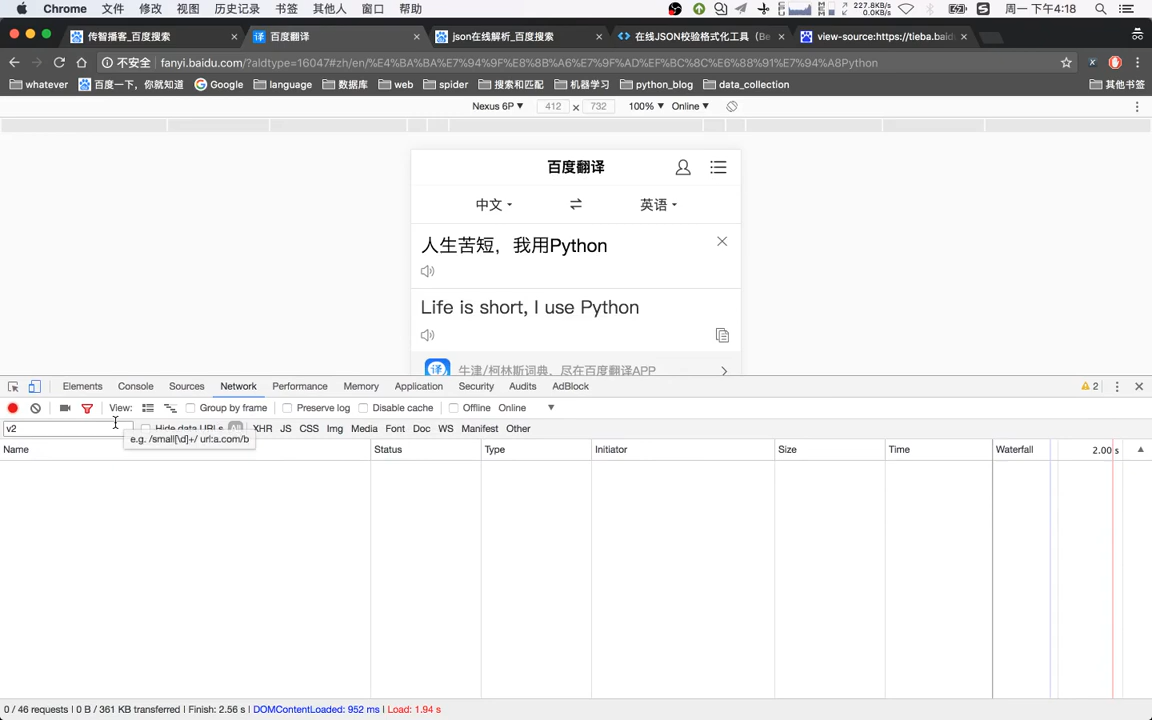 Chrome 文件 修改 视图 历史记录 书签 其他人 窗口 帮助 227.8KB/s 0.0KB/s 周一 下午4:18
传智播客_百度搜索 百度翻译 json在线解析_百度搜索 在线JSON校验格式化工具（Be view-source:https://tieba.bai
不安全 fanyi.baidu.com/?aldtype=16047#zh/en/%E4%BA%BA%E7%94%9F%E8%8B%A6%E7%9F%AD%EF%BC%8C%E6%88%91%E7%94%A8Python
whatever 百度一下，你就知道 Google language 数据库 web spider 搜索和匹配 机器学习 python_blog data_collection 其他书签
Nexus 6P ▼ 412 x 732 100% ▼ Online ▼
百度翻译
中文 英语
人生苦短，我用Python
Life is short, I use Python
译 牛津/柯林斯词典，尽在百度翻译APP
Elements Console Sources Network Performance Memory Application Security Audits AdBlock 2
View: Group by frame Preserve log Disable cache Offline Online ▼
v2 Hide data URLs All XHR JS CSS Img Media Font Doc WS Manifest Other
e.g. /small[\d]+/ url:a.com/b
Name Status Type Initiator Size Time Waterfall 2.00 s ▲
0 / 46 requests | 0 B / 361 KB transferred | Finish: 2.56 s | DOMContentLoaded: 952 ms | Load: 1.94 s